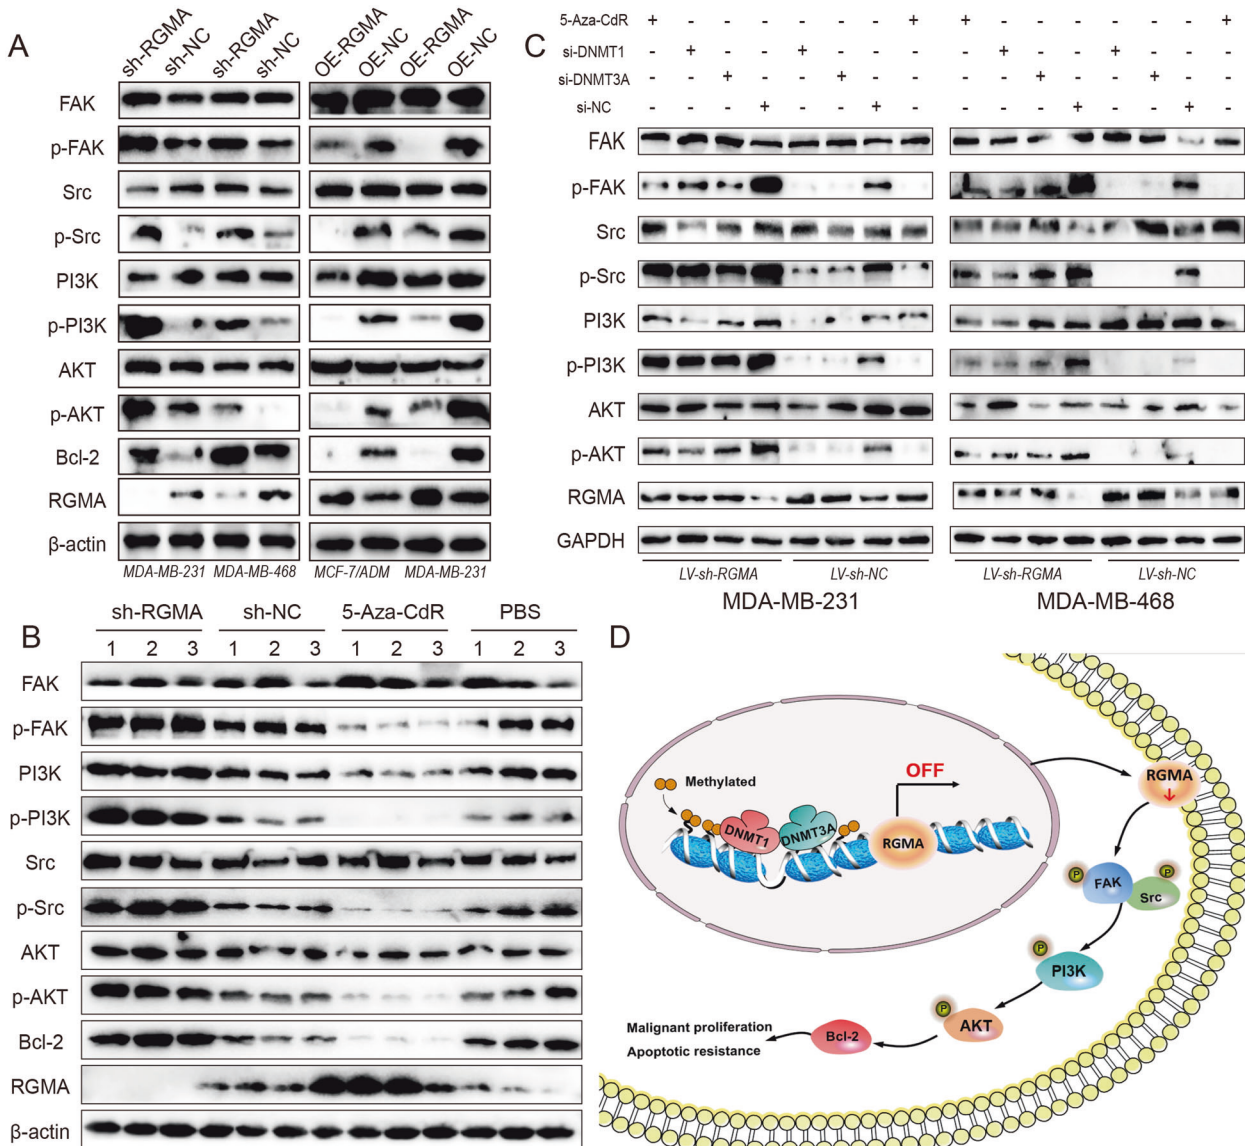 A
sh-RGMA sh-NC sh-RGMA sh-NC OE-RGMA OE-NC OE-RGMA OE-NC
FAK
p-FAK
Src
p-Src
PI3K
p-PI3K
AKT
p-AKT
Bcl-2
RGMA
β-actin
MDA-MB-231 MDA-MB-468 MCF-7/ADM MDA-MB-231
C
5-Aza-CdR + - - - - - - + + - - - - - - +
si-DNMT1 - + - - + - - - - + - - + - - -
si-DNMT3A - - + - - + - - - - + - - + - -
si-NC - - - + - - + - - - - + - - + -
FAK
p-FAK
Src
p-Src
PI3K
p-PI3K
AKT
p-AKT
RGMA
GAPDH
LV-sh-RGMA LV-sh-NC LV-sh-RGMA LV-sh-NC
MDA-MB-231 MDA-MB-468
B
sh-RGMA sh-NC 5-Aza-CdR PBS
1 2 3 1 2 3 1 2 3 1 2 3
FAK
p-FAK
PI3K
p-PI3K
Src
p-Src
AKT
p-AKT
Bcl-2
RGMA
β-actin
D
Methylated
DNMT1
DNMT3A
OFF
RGMA
RGMA
↓
P
FAK
P
Src
P
PI3K
P
AKT
Bcl-2
Malignant proliferation
Apoptotic resistance